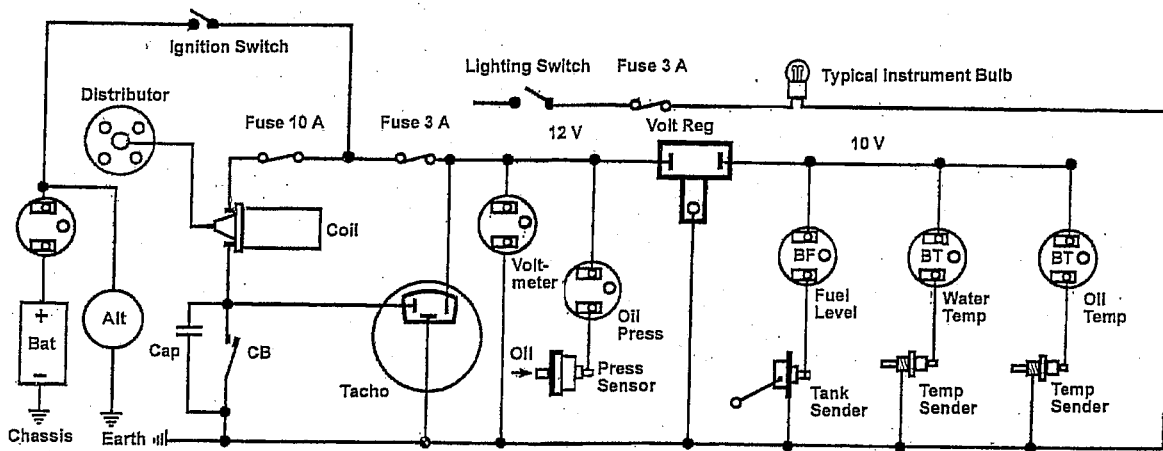 Ignition Switch
Lighting Switch
Fuse 3 A
Typical Instrument Bulb
Distributor
Fuse 10 A
Fuse 3 A
12 V
Volt Reg
10 V
Coil
Volt-
meter
BF
BT
BT
Fuel
Level
Water
Temp
Oil
Temp
Oil
Press
+
Bat
-
Alt
Cap
CB
Tacho
Oil
Press
Sensor
Tank
Sender
Temp
Sender
Temp
Sender
Chassis
Earth